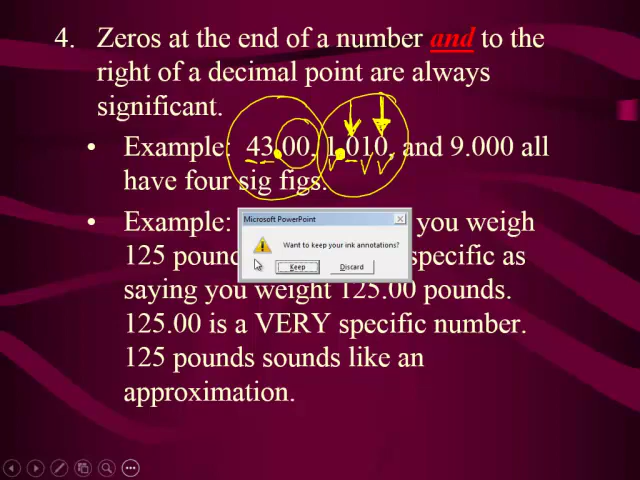 4. Zeros at the end of a number and to the
right of a decimal point are always
significant.
• Example: 43.00, 1.010, and 9.000 all
have four sig figs.
• Example: you weigh
125 pound specific as
saying you weight 125.00 pounds.
125.00 is a VERY specific number.
125 pounds sounds like an
approximation.
Microsoft PowerPoint
Want to keep your ink annotations?
Keep Discard